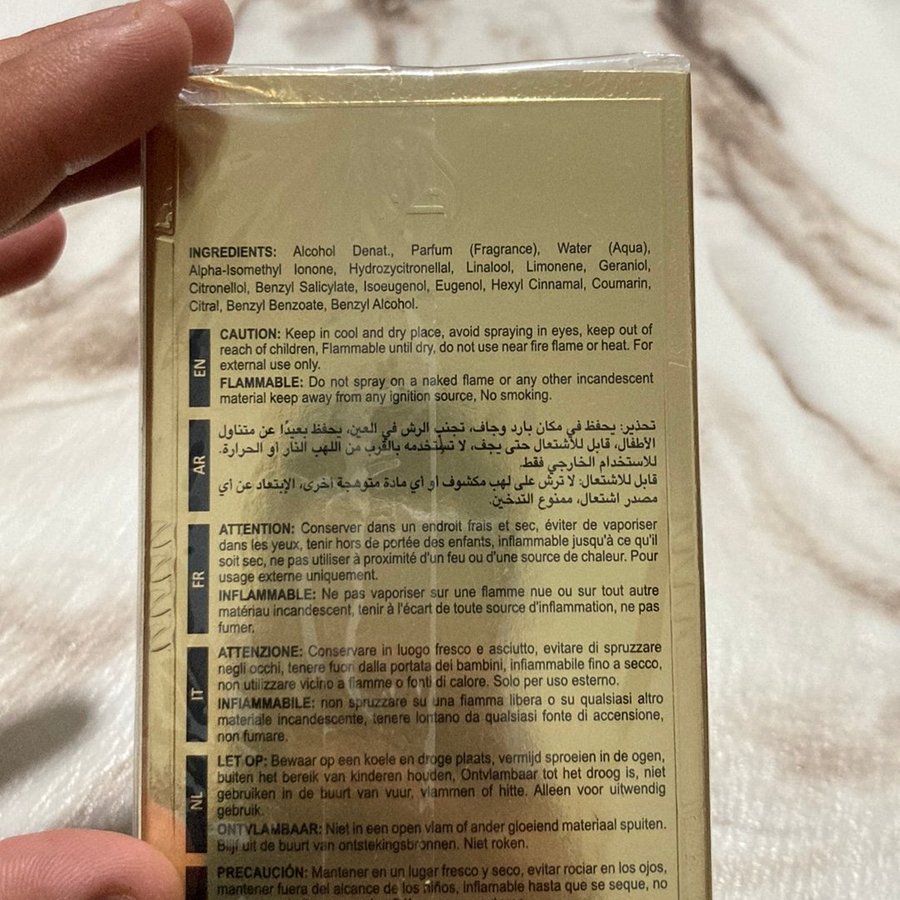 INGREDIENTS: Alcohol Denat., Parfum (Fragrance), Water (Aqua),
Alpha-Isomethyl Ionone, Hydrozycitronellal, Linalool, Limonene, Geraniol,
Citronellol, Benzyl Salicylate, Isoeugenol, Eugenol, Hexyl Cinnamal, Coumarin,
Citral, Benzyl Benzoate, Benzyl Alcohol.
EN
CAUTION: Keep in cool and dry place, avoid spraying in eyes, keep out of
reach of children, Flammable until dry, do not use near fire flame or heat. For
external use only.
FLAMMABLE: Do not spray on a naked flame or any other incandescent
material keep away from any ignition source, No smoking.
AR
تحذير: يحفظ في مكان بارد وجاف، تجنب الرش في العين، يحفظ بعيدًا عن متناول
الأطفال، قابل للأشتعال حتى يجف، لا تستخدمه بالقرب من اللهب النار أو الحرارة.
للاستخدام الخارجي فقط.
قابل للاشتعال: لا ترش على لهب مكشوف أو أي مادة متوهجة أخرى، الإبتعاد عن أي
مصدر اشتعال، ممنوع التدخين.
FR
ATTENTION: Conserver dans un endroit frais et sec, éviter de vaporiser
dans les yeux, tenir hors de portée des enfants, inflammable jusqu'à ce qu'il
soit sec, ne pas utiliser à proximité d'un feu ou d'une source de chaleur. Pour
usage externe uniquement.
INFLAMMABLE: Ne pas vaporiser sur une flamme nue ou sur tout autre
matériau incandescent, tenir à l'écart de toute source d'inflammation, ne pas
fumer.
IT
ATTENZIONE: Conservare in luogo fresco e asciutto, evitare di spruzzare
negli occhi, tenere fuori dalla portata dei bambini, infiammabile fino a secco,
non utilizzare vicino a fiamme o fonti di calore. Solo per uso esterno.
INFIAMMABILE: non spruzzare su una fiamma libera o su qualsiasi altro
materiale incandescente, tenere lontano da qualsiasi fonte di accensione,
non fumare.
NL
LET OP: Bewaar op een koele en droge plaats, vermijd sproeien in de ogen,
buiten het bereik van kinderen houden, Ontvlambaar tot het droog is, niet
gebruiken in de buurt van vuur, vlammen of hitte. Alleen voor uitwendig
gebruik.
ONTVLAMBAAR: Niet in een open vlam of ander gloeiend materiaal spuiten.
Blijf uit de buurt van ontstekingsbronnen. Niet roken.
PRECAUCIÓN: Mantener en un lugar fresco y seco, evitar rociar en los ojos,
mantener fuera del alcance de los niños, Inflamable hasta que se seque, no